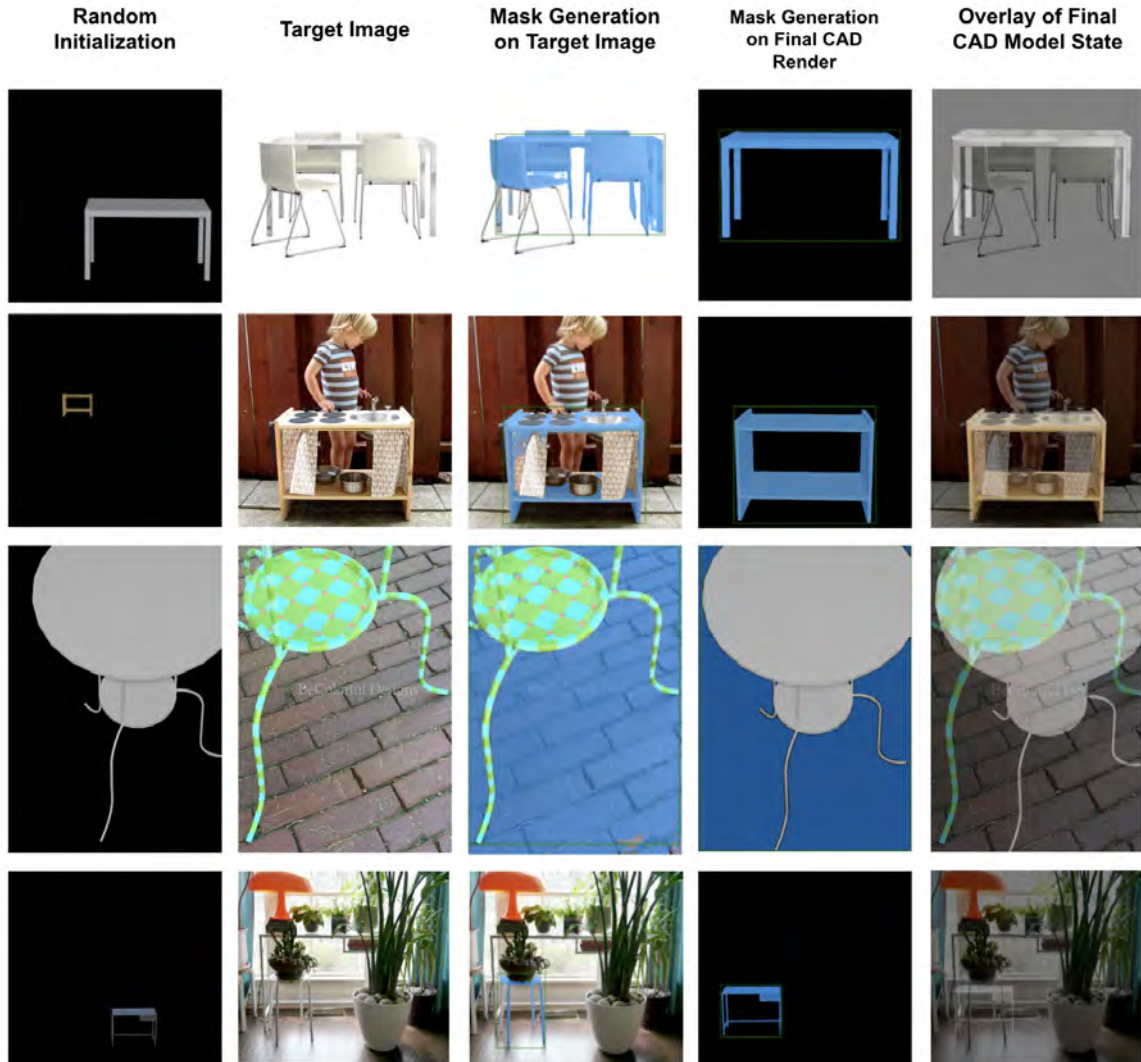 Random
Initialization
Target Image
Mask Generation
on Target Image
Mask Generation
on Final CAD
Render
Overlay of Final
CAD Model State
BeColorful Designs